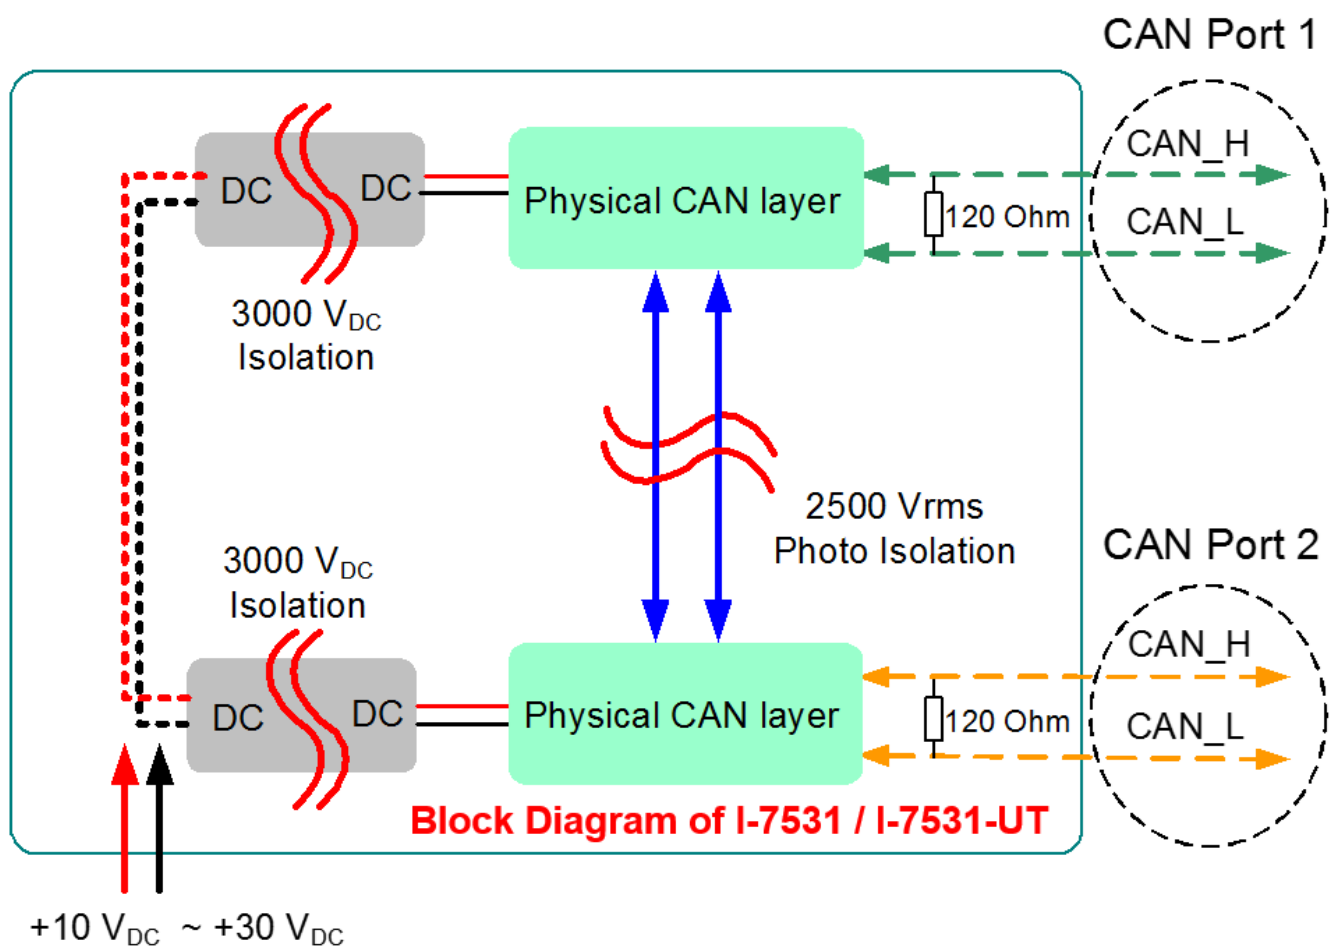 CAN Port 1
CAN_H
DC
DC
Physical CAN layer
120 Ohm
CAN_L
3000 VDC
Isolation
2500 Vrms
Photo Isolation
3000 VDC
Isolation
CAN Port 2
CAN_H
DC
DC
Physical CAN layer
120 Ohm
CAN_L
Block Diagram of I-7531 / I-7531-UT
+10 VDC ~ +30 VDC